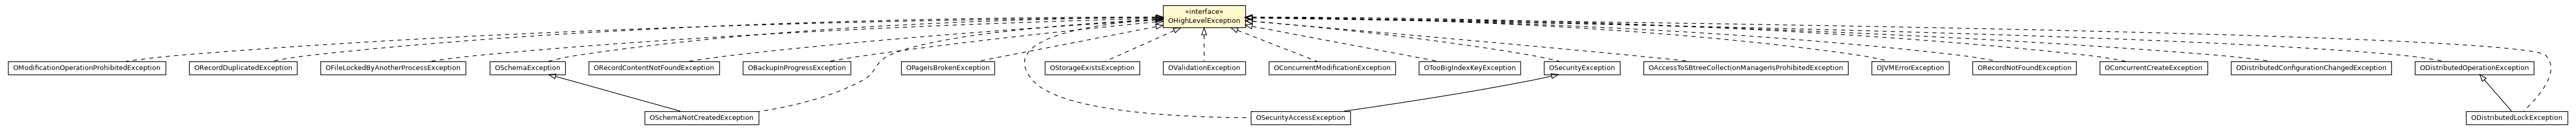 «interface»
OHighLevelException
OModificationOperationProhibitedException
ORecordDuplicatedException
OFileLockedByAnotherProcessException
OSchemaException
ORecordContentNotFoundException
OBackupInProgressException
OPageIsBrokenException
OStorageExistsException
OValidationException
OConcurrentModificationException
OTooBigIndexKeyException
OSecurityException
OAccessToSBtreeCollectionManagerIsProhibitedException
OJVMErrorException
ORecordNotFoundException
OConcurrentCreateException
ODistributedConfigurationChangedException
ODistributedOperationException
OSchemaNotCreatedException
OSecurityAccessException
ODistributedLockException